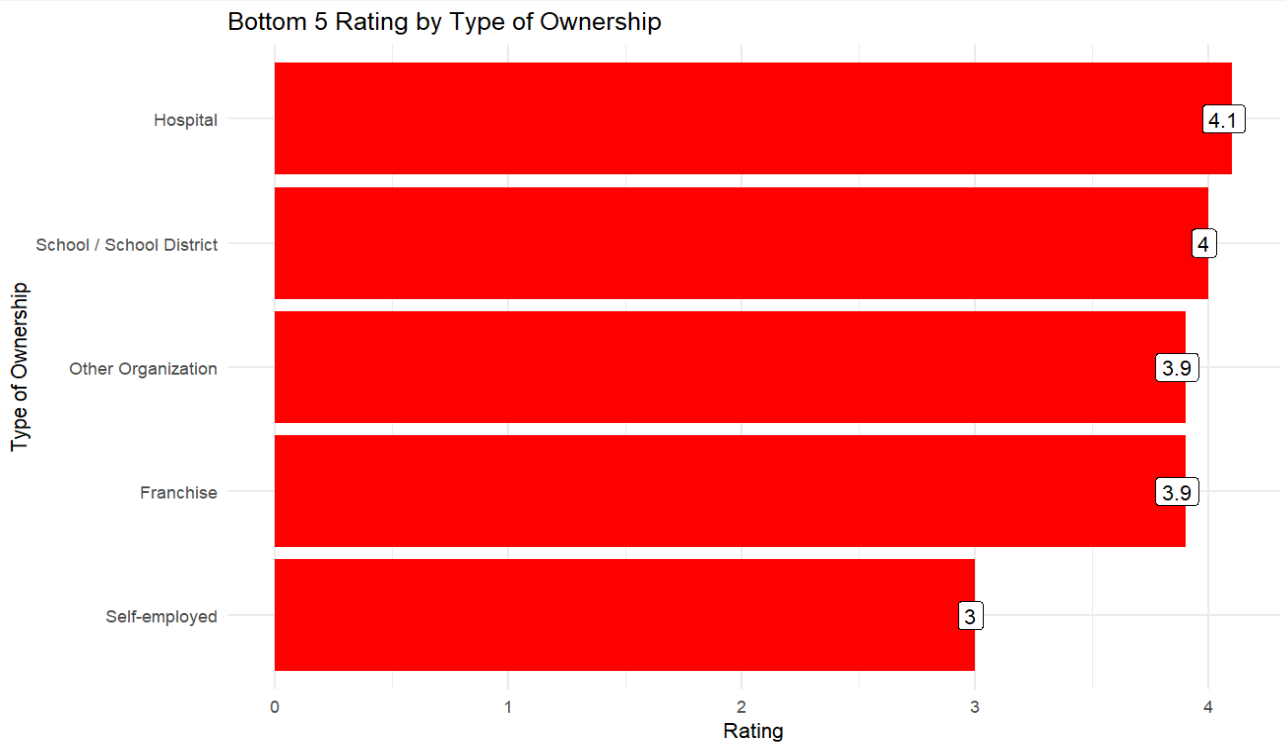 Bottom 5 Rating by Type of Ownership
Type of Ownership
Hospital
4.1
School / School District
4
Other Organization
3.9
Franchise
3.9
Self-employed
3
0 1 2 3 4
Rating